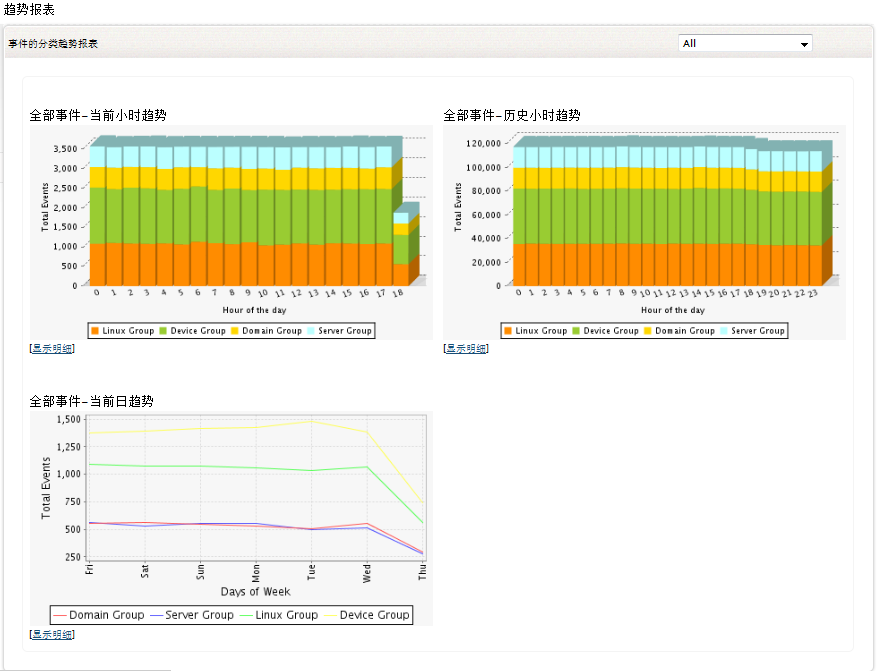 趋势报表
事件的分类趋势报表
All
全部事件-当前小时趋势
3,500
3,000
2,500
2,000
1,500
1,000
500
0
Total Events
0 1 2 3 4 5 6 7 8 9 10 11 12 13 14 15 16 17 18
Hour of the day
Linux Group Device Group Domain Group Server Group
[显示明细]
全部事件-历史小时趋势
120,000
100,000
80,000
60,000
40,000
20,000
0
Total Events
0 1 2 3 4 5 6 7 8 9 10 11 12 13 14 15 16 17 18 19 20 21 22 23
Hour of the day
Linux Group Device Group Domain Group Server Group
[显示明细]
全部事件-当前日趋势
1,500
1,250
1,000
750
500
250
Total Events
Fri Sat Sun Mon Tue Wed Thu
Days of Week
Domain Group Server Group Linux Group Device Group
[显示明细]